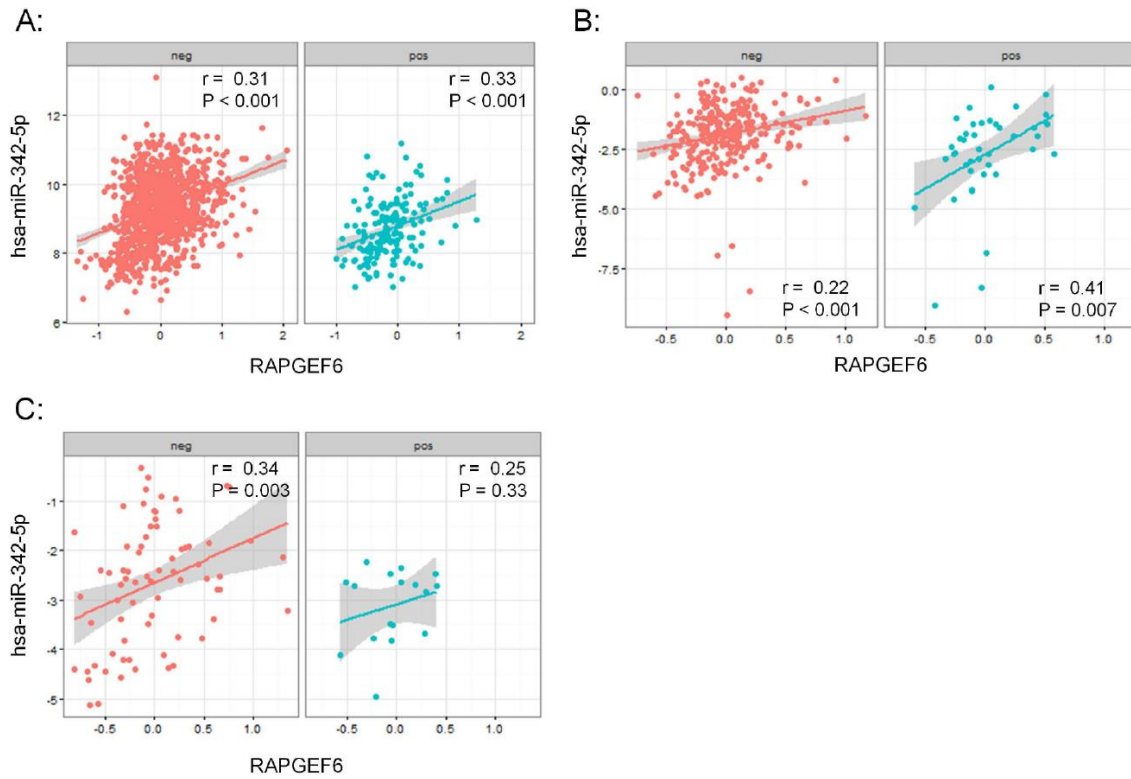 A:
neg
pos
r = 0.31
P < 0.001
r = 0.33
P < 0.001
hsa-miR-342-5p
12
10
8
6
-1
0
1
2
-1
0
1
2
RAPGEF6
B:
neg
pos
hsa-miR-342-5p
0.0
-2.5
-5.0
-7.5
r = 0.22
P < 0.001
r = 0.41
P = 0.007
-0.5
0.0
0.5
1.0
-0.5
0.0
0.5
1.0
RAPGEF6
C:
neg
pos
r = 0.34
P = 0.003
r = 0.25
P = 0.33
hsa-miR-342-5p
-1
-2
-3
-4
-5
-0.5
0.0
0.5
1.0
-0.5
0.0
0.5
1.0
RAPGEF6